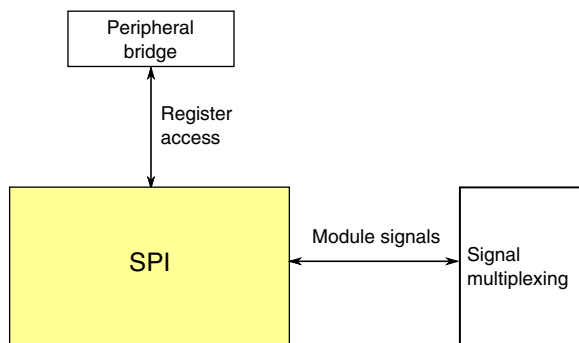 Peripheral
bridge
Register
access
SPI
Module signals
Signal
multiplexing